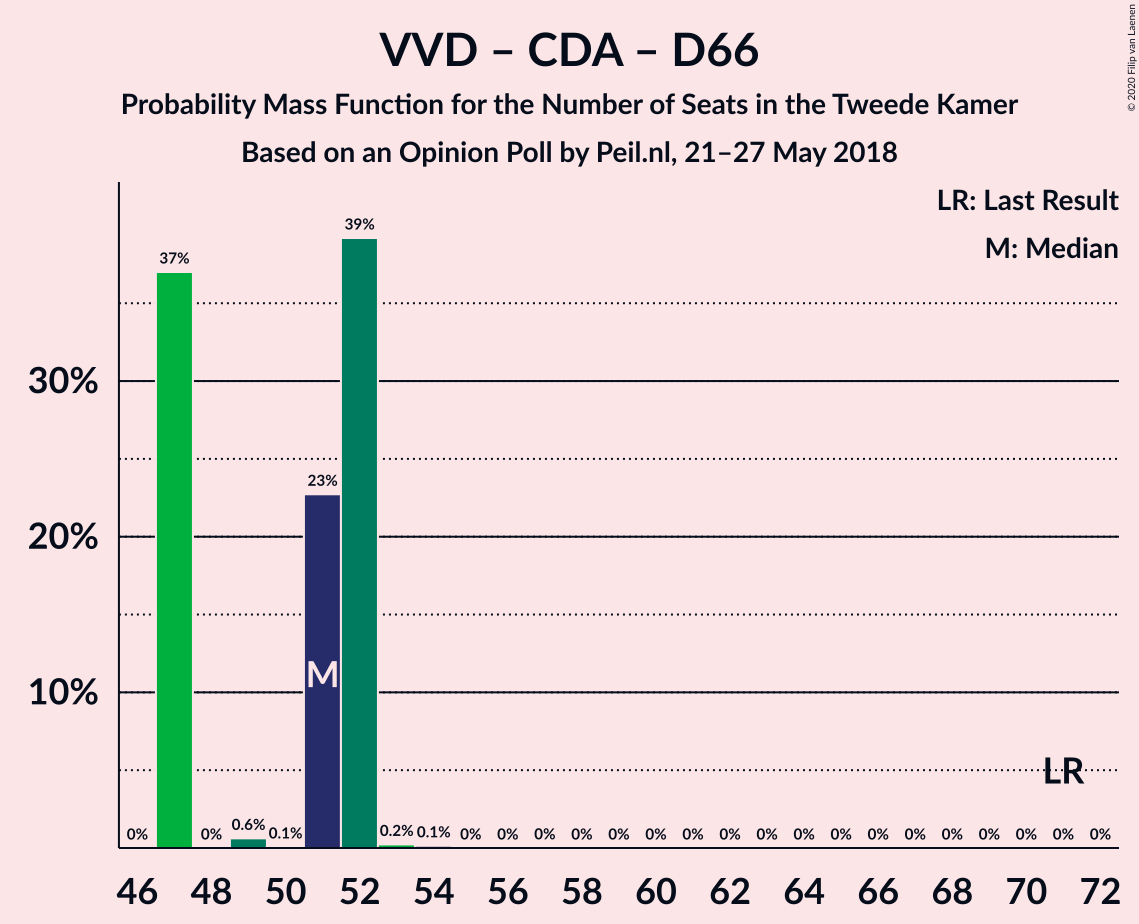 VVD – CDA – D66
Probability Mass Function for the Number of Seats in the Tweede Kamer
Based on an Opinion Poll by Peil.nl, 21–27 May 2018
© 2020 Filip van Laenen
LR: Last Result
M: Median
30%
20%
10%
0% 37% 0% 0.6% 0.1% 23% 39% 0.2% 0.1% 0% 0% 0% 0% 0% 0% 0% 0% 0% 0% 0% 0% 0% 0% 0% 0% 0% 0%
M
LR
46 48 50 52 54 56 58 60 62 64 66 68 70 72